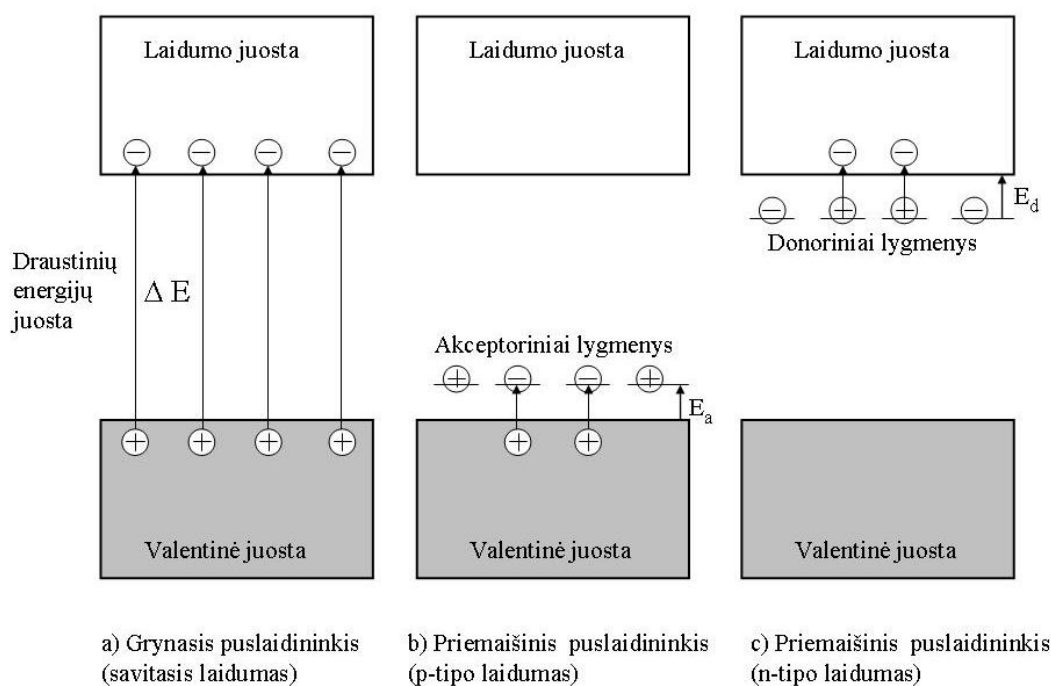 Laidumo juosta
Laidumo juosta
Laidumo juosta
E_d
Donoriniai lygmenys
Draustinių
energijų
juosta
Δ E
Akceptoriniai lygmenys
E_a
Valentinė juosta
Valentinė juosta
Valentinė juosta
a) Grynasis puslaidininkis
(savitasis laidumas)
b) Priemaišinis puslaidininkis
(p-tipo laidumas)
c) Priemaišinis puslaidininkis
(n-tipo laidumas)